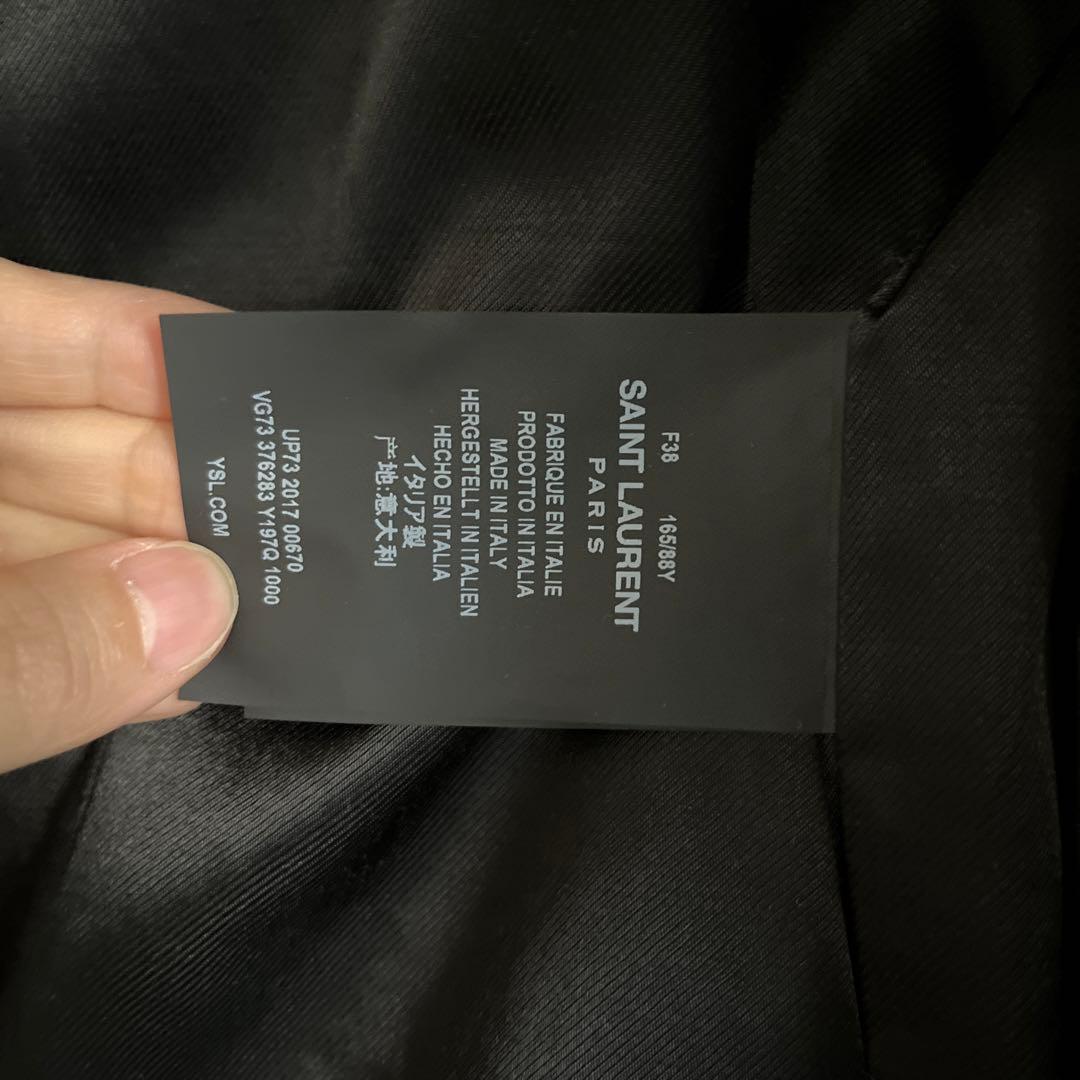 F38 165/88Y
SAINT LAURENT
PARIS
FABRIQUE EN ITALIE
PRODOTTO IN ITALIA
MADE IN ITALY
HERGESTELLT IN ITALIEN
HECHO EN ITALIA
イタリア製
产地:意大利
UP73 2017 00670
VG73 376283 Y197Q 1000
YSL.COM